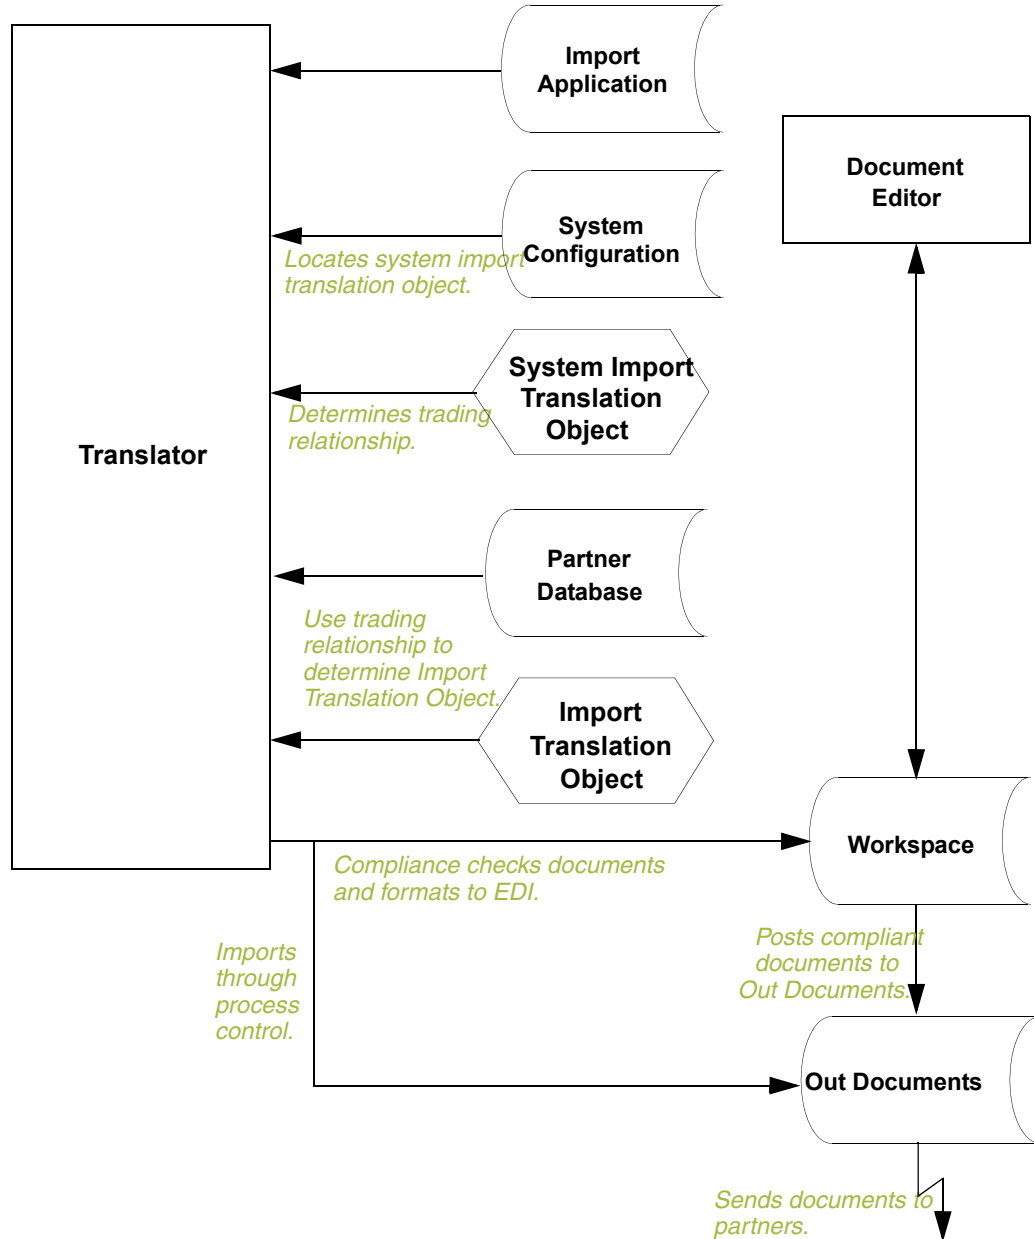 Import
Application
Document
Editor
System
Configuration
Locates system import
translation object.
System Import
Translation
Object
Determines trading
relationship.
Translator
Partner
Database
Use trading
relationship to
determine Import
Translation Object.
Import
Translation
Object
Workspace
Compliance checks documents
and formats to EDI.
Imports
through
process
control.
Posts compliant
documents to
Out Documents.
Out Documents
Sends documents to
partners.